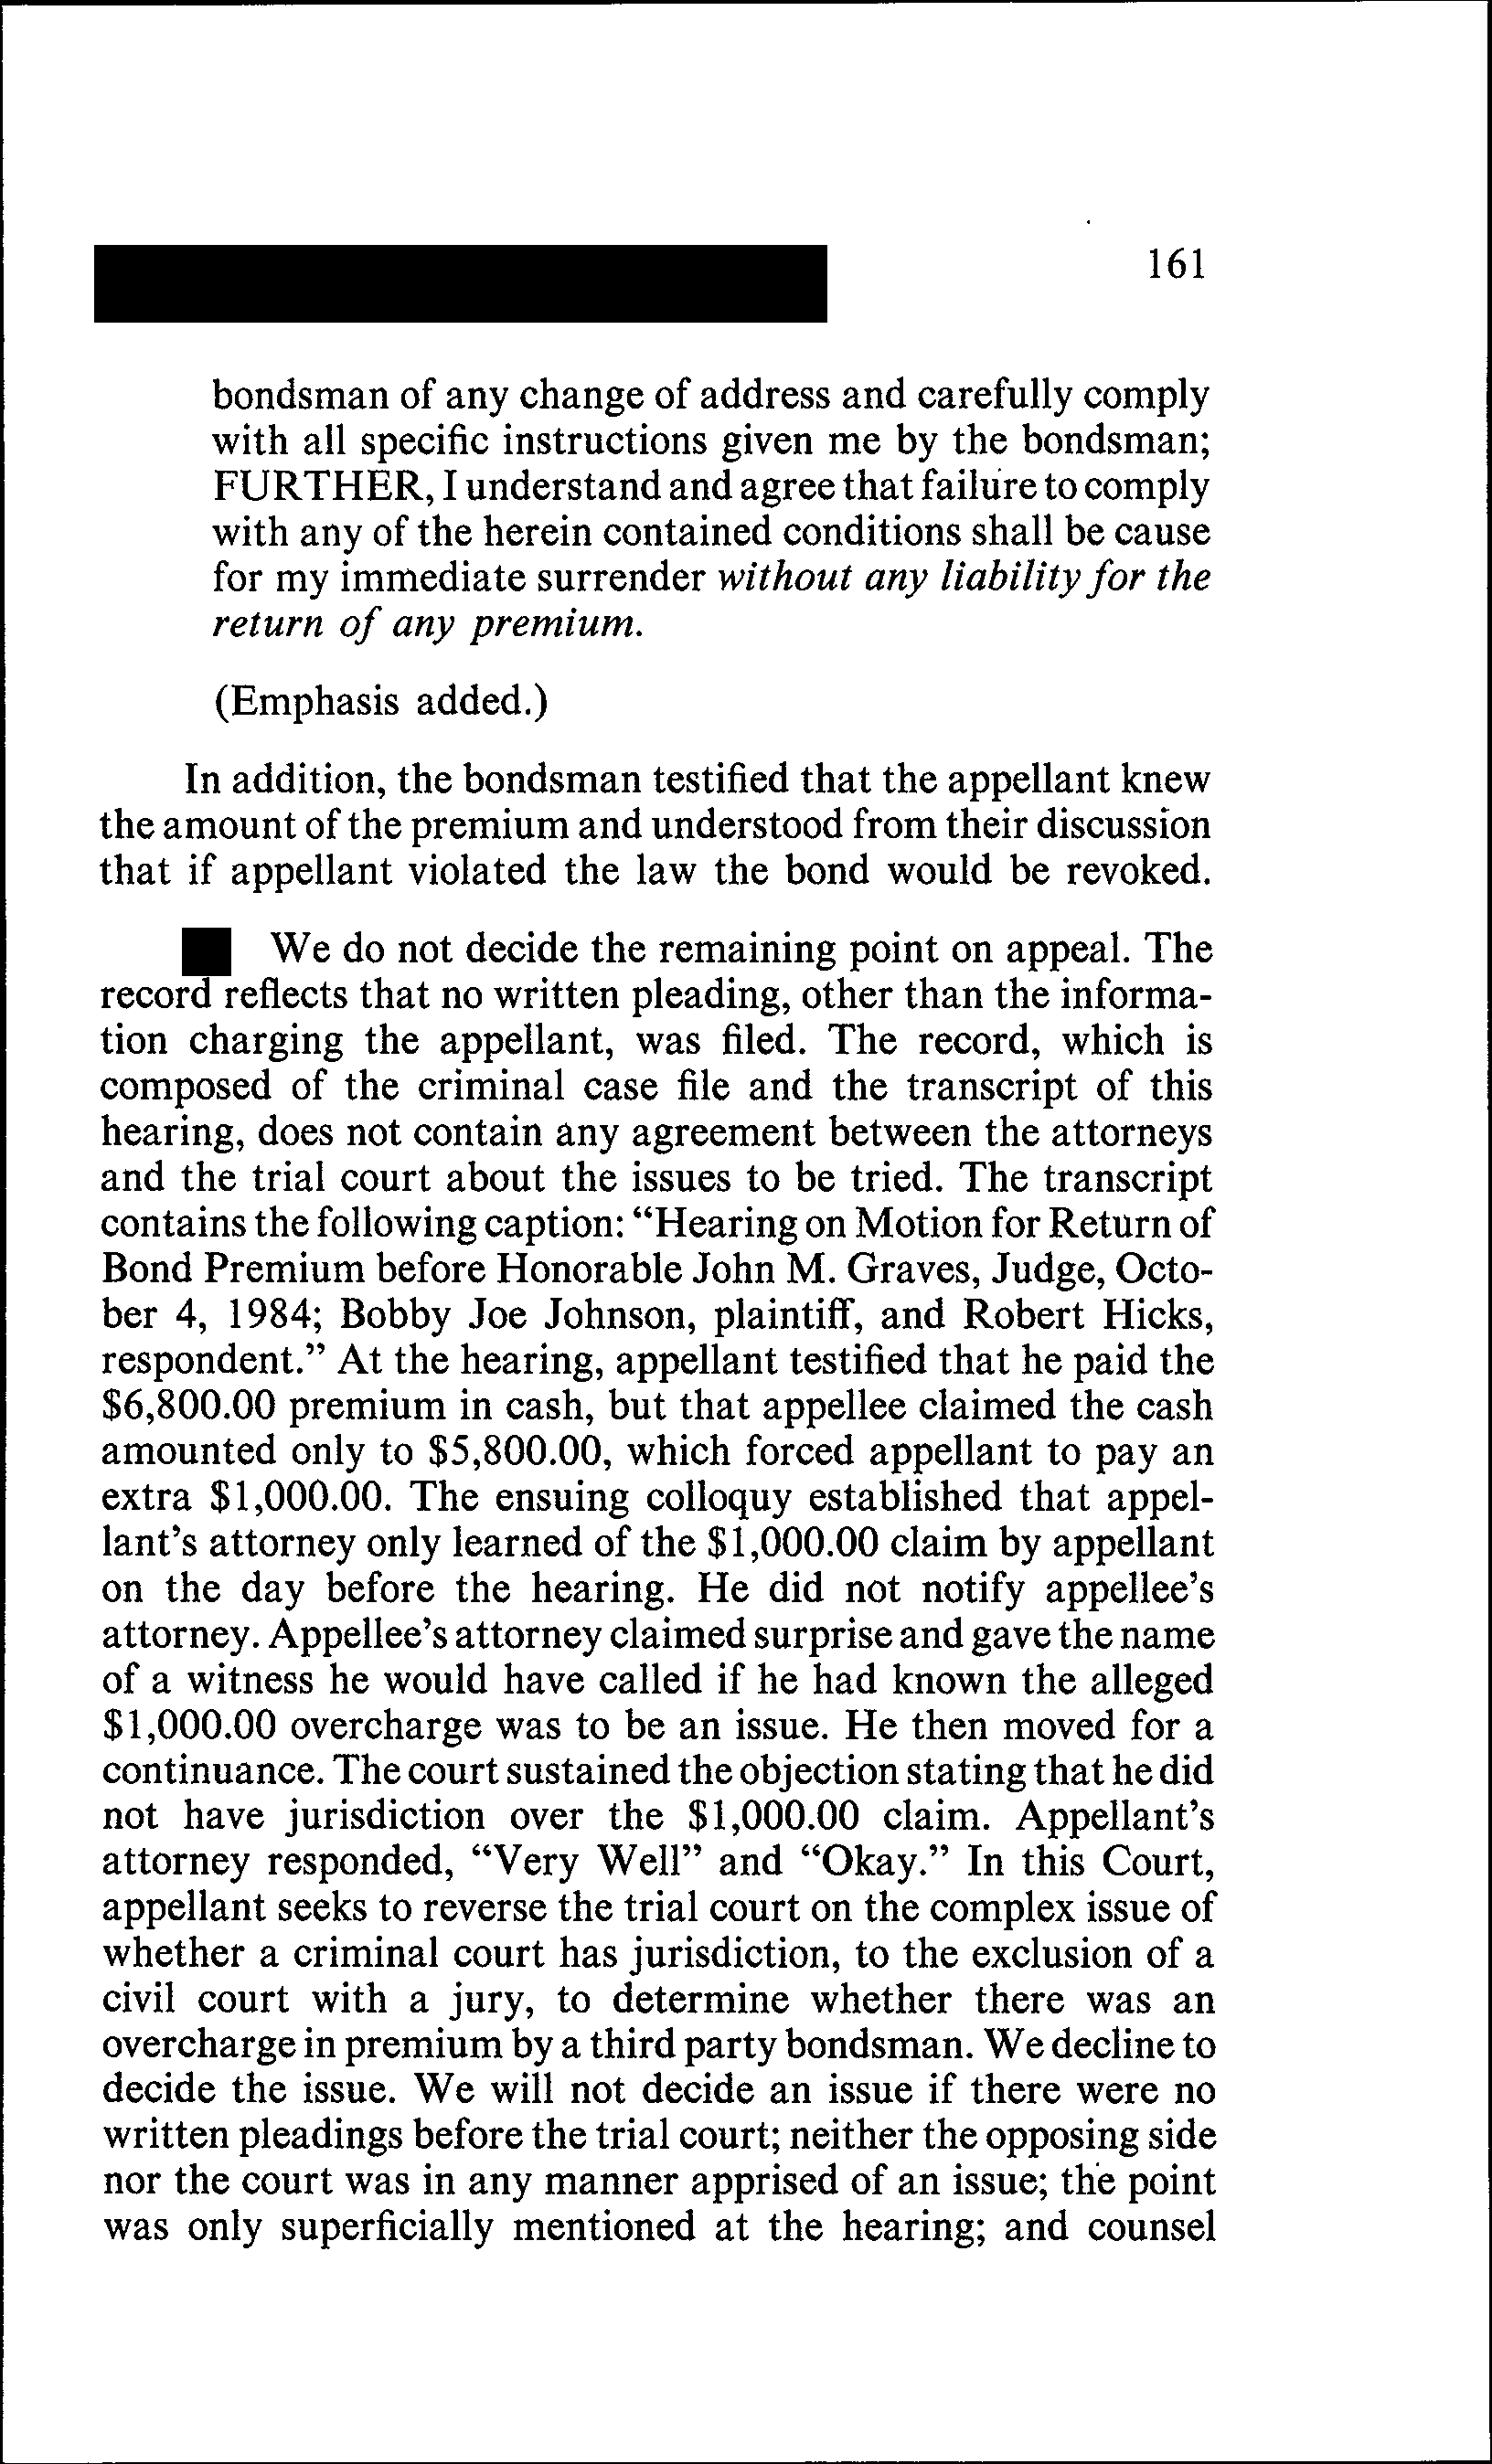 161
bondsman of any change of address and carefully comply
with all specific instructions given me by the bondsman;
FURTHER, I understand and agree that failure to comply
with any of the herein contained conditions shall be cause
for my immediate surrender without any liability for the
return of any premium.
(Emphasis added.)
In addition, the bondsman testified that the appellant knew
the amount of the premium and understood from their discussion
that if appellant violated the law the bond would be revoked.
We do not decide the remaining point on appeal. The
record reflects that no written pleading, other than the informa-
tion charging the appellant, was filed. The record, which is
composed of the criminal case file and the transcript of this
hearing, does not contain any agreement between the attorneys
and the trial court about the issues to be tried. The transcript
contains the following caption: “Hearing on Motion for Return of
Bond Premium before Honorable John M. Graves, Judge, Octo-
ber 4, 1984; Bobby Joe Johnson, plaintiff, and Robert Hicks,
respondent.” At the hearing, appellant testified that he paid the
$6,800.00 premium in cash, but that appellee claimed the cash
amounted only to $5,800.00, which forced appellant to pay an
extra $1,000.00. The ensuing colloquy established that appel-
lant’s attorney only learned of the $1,000.00 claim by appellant
on the day before the hearing. He did not notify appellee’s
attorney. Appellee’s attorney claimed surprise and gave the name
of a witness he would have called if he had known the alleged
$1,000.00 overcharge was to be an issue. He then moved for a
continuance. The court sustained the objection stating that he did
not have jurisdiction over the $1,000.00 claim. Appellant’s
attorney responded, “Very Well” and “Okay.” In this Court,
appellant seeks to reverse the trial court on the complex issue of
whether a criminal court has jurisdiction, to the exclusion of a
civil court with a jury, to determine whether there was an
overcharge in premium by a third party bondsman. We decline to
decide the issue. We will not decide an issue if there were no
written pleadings before the trial court; neither the opposing side
nor the court was in any manner apprised of an issue; the point
was only superficially mentioned at the hearing; and counsel